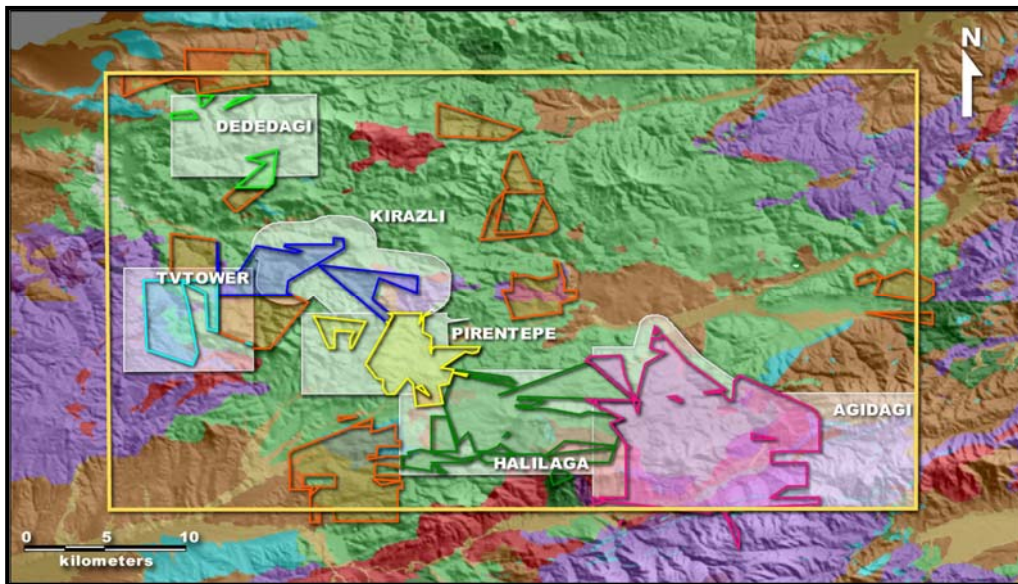 N
DEDEDAGI
KIRAZLI
TVTOWER
PIRENTEPE
AGIDAGI
HALILAGA
0 5 10
kilometers